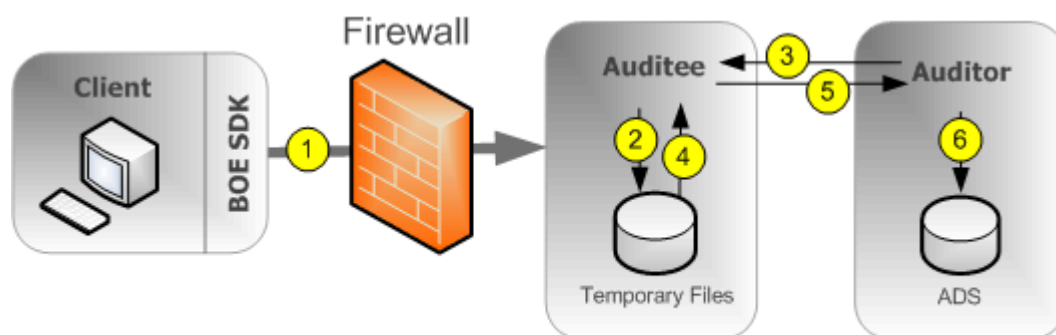 Firewall
Client
BOE SDK
1
Auditee
3
Auditor
5
2
4
6
Temporary Files
ADS